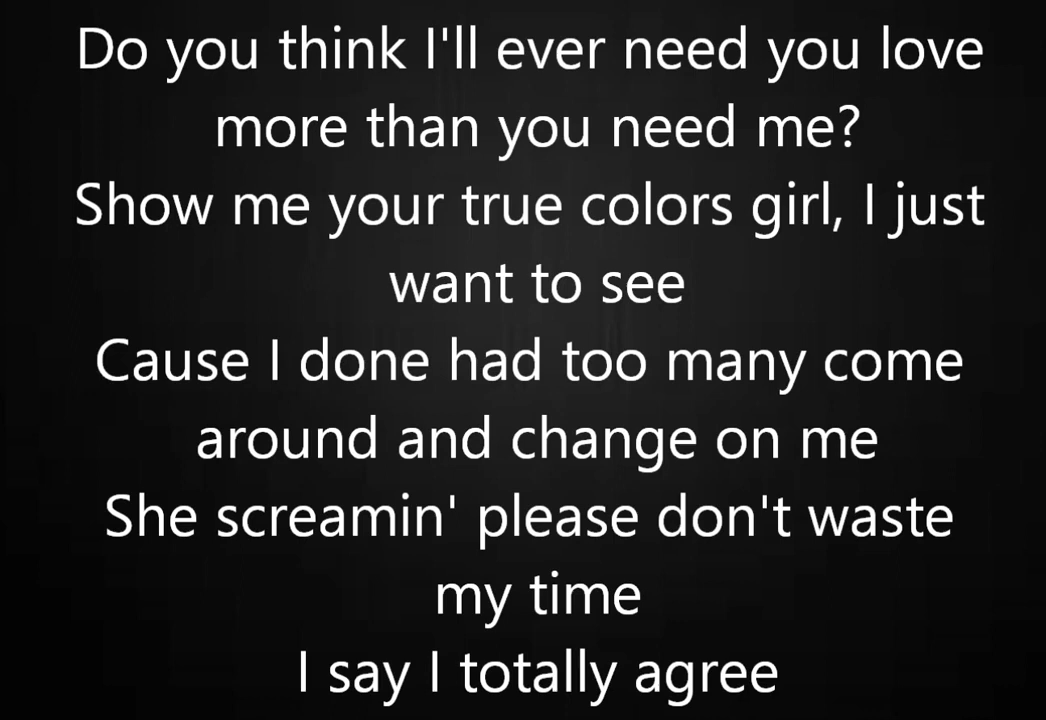 Do you think I'll ever need you love
more than you need me?
Show me your true colors girl, I just
want to see
Cause I done had too many come
around and change on me
She screamin' please don't waste
my time
I say I totally agree